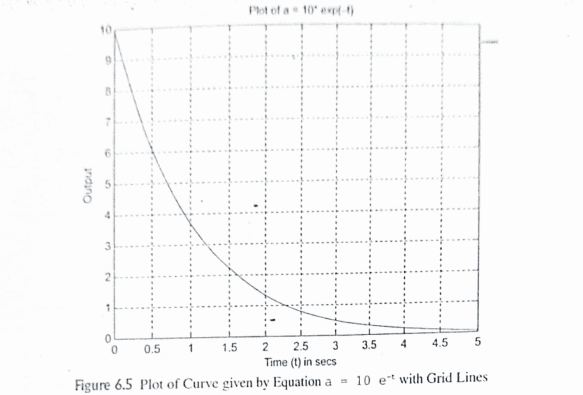 Plot of a = 10* exp(-t)
Output
10
9
8
7
6
5
4
3
2
1
0
0 0.5 1 1.5 2 2.5 3 3.5 4 4.5 5
Time (t) in secs
Figure 6.5 Plot of Curve given by Equation a = 10 e⁻ᵗ with Grid Lines